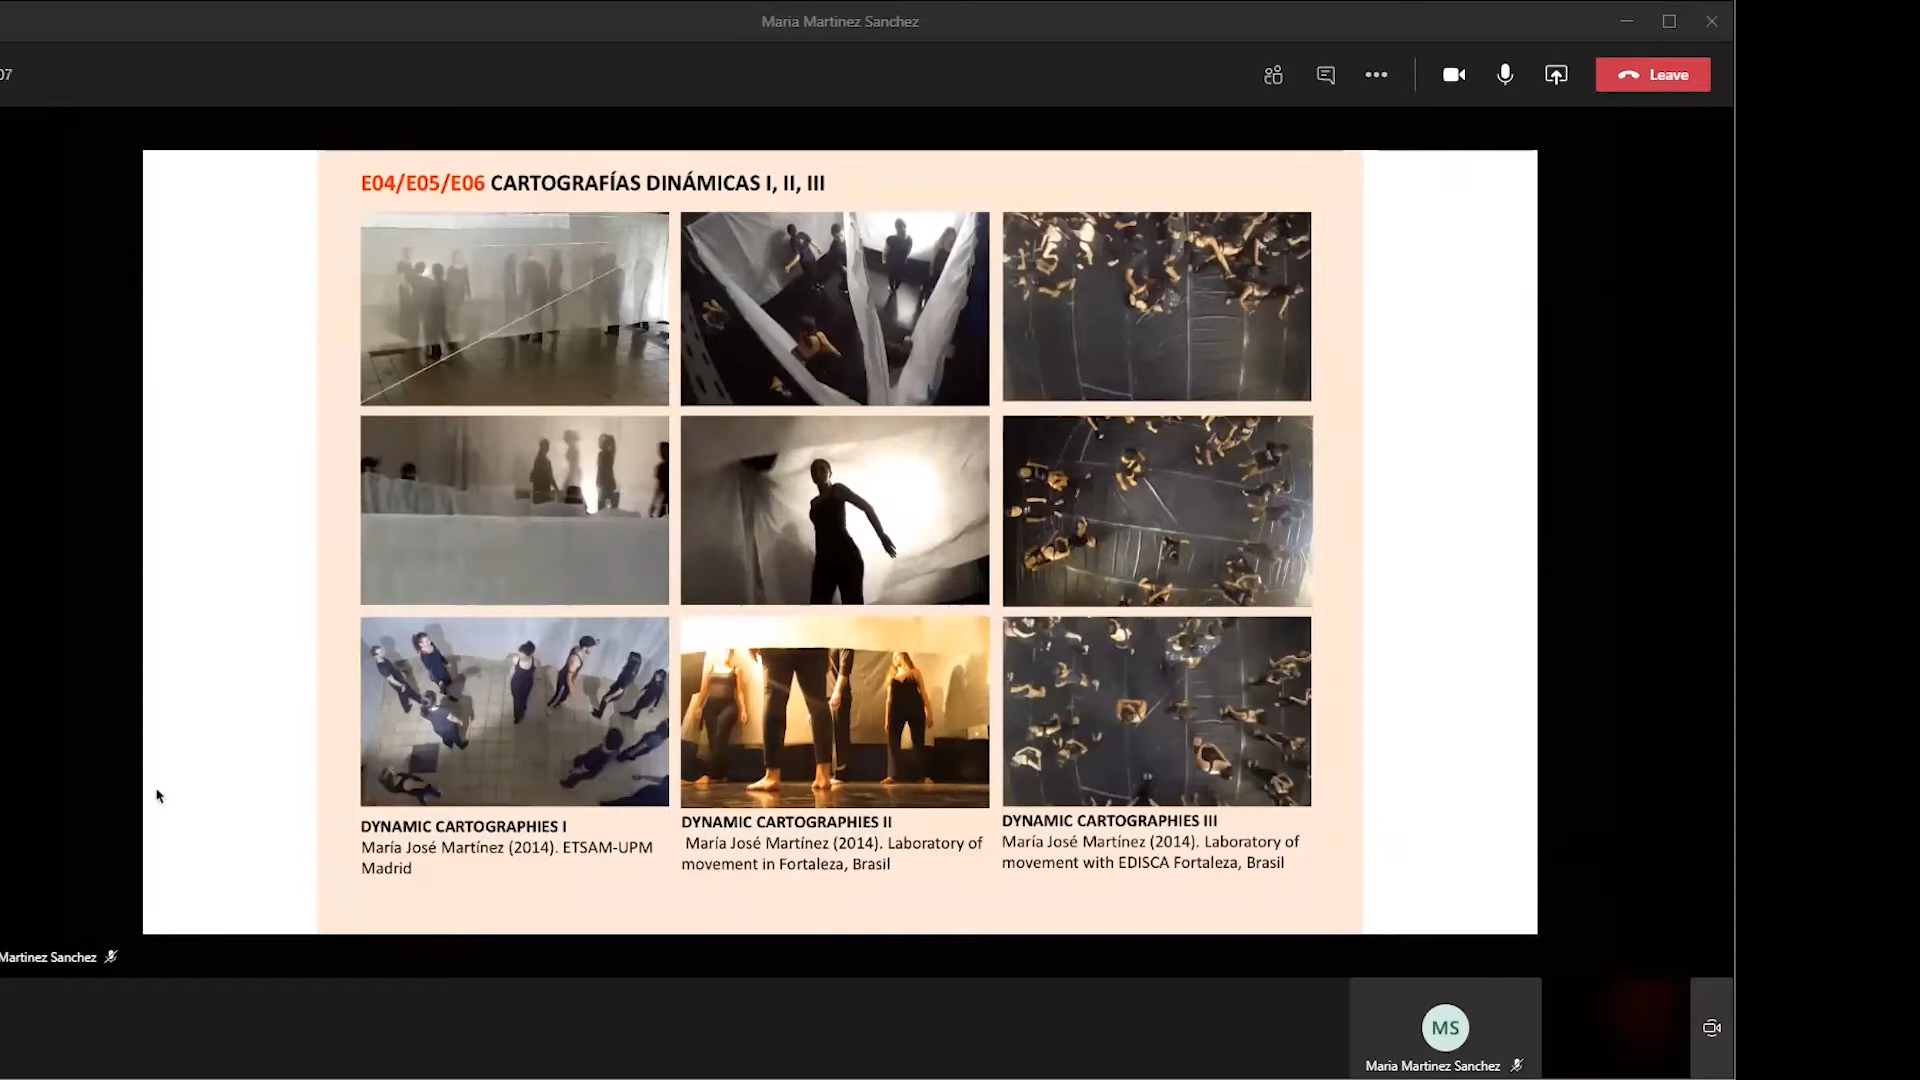 Maria Martinez Sanchez
07
Leave
E04/E05/E06 CARTOGRAFÍAS DINÁMICAS I, II, III
DYNAMIC CARTOGRAPHIES I
María José Martínez (2014). ETSAM-UPM
Madrid
DYNAMIC CARTOGRAPHIES II
María José Martínez (2014). Laboratory of
movement in Fortaleza, Brasil
DYNAMIC CARTOGRAPHIES III
María José Martínez (2014). Laboratory of
movement with EDISCA Fortaleza, Brasil
Martinez Sanchez
MS
Maria Martinez Sanchez